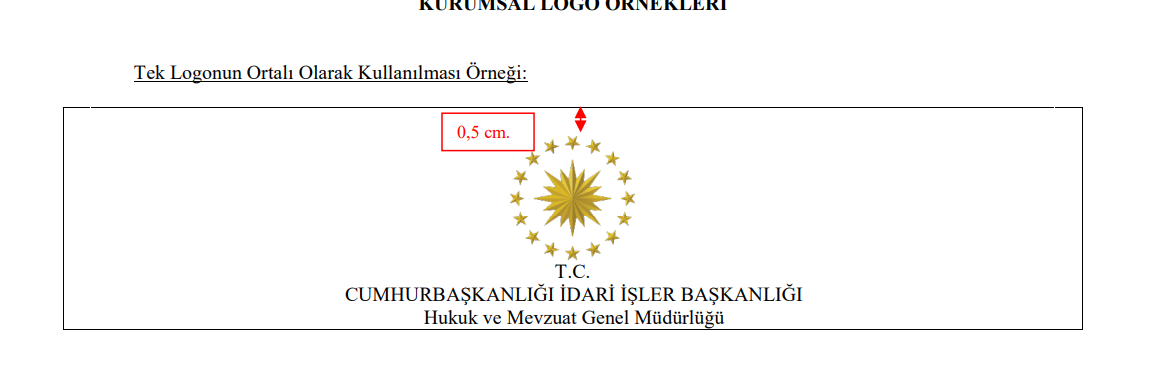 KURUMSAL LOGO ÖRNEKLERİ
Tek Logonun Ortalı Olarak Kullanılması Örneği:
0,5 cm.
T.C.
CUMHURBAŞKANLIĞI İDARİ İŞLER BAŞKANLIĞI
Hukuk ve Mevzuat Genel Müdürlüğü